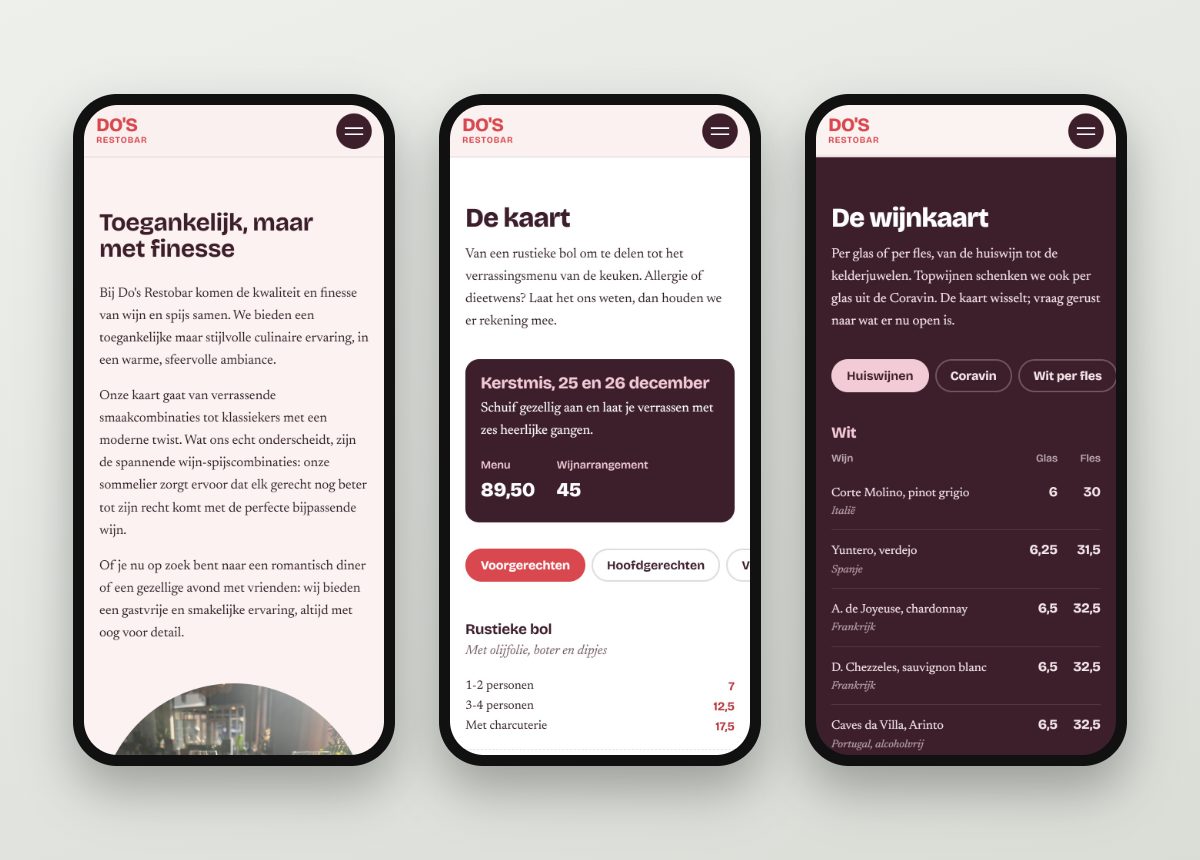 DO'S
RESTOBAR
Toegankelijk, maar
met finesse
Bij Do's Restobar komen de kwaliteit en finesse
van wijn en spijs samen. We bieden een
toegankelijke maar stijlvolle culinaire ervaring, in
een warme, sfeervolle ambiance.
Onze kaart gaat van verrassende
smaakcombinaties tot klassiekers met een
moderne twist. Wat ons echt onderscheidt, zijn
de spannende wijn-spijscombinaties: onze
sommelier zorgt ervoor dat elk gerecht nog beter
tot zijn recht komt met de perfecte bijpassende
wijn.
Of je nu op zoek bent naar een romantisch diner
of een gezellige avond met vrienden: wij bieden
een gastvrije en smakelijke ervaring, altijd met
oog voor detail.
DO'S
RESTOBAR
De kaart
Van een rustieke bol om te delen tot het
verrassingsmenu van de keuken. Allergie of
dieetwens? Laat het ons weten, dan houden we
er rekening mee.
Kerstmis, 25 en 26 december
Schuif gezellig aan en laat je verrassen met
zes heerlijke gangen.
Menu Wijnarrangement
89,50 45
Voorgerechten Hoofdgerechten V
Rustieke bol
Met olijfolie, boter en dipjes
1-2 personen 7
3-4 personen 12,5
Met charcuterie 17,5
DO'S
RESTOBAR
De wijnkaart
Per glas of per fles, van de huiswijn tot de
kelderjuwelen. Topwijnen schenken we ook per
glas uit de Coravin. De kaart wisselt; vraag gerust
naar wat er nu open is.
Huiswijnen Coravin Wit per fles
Wit
Wijn Glas Fles
Corte Molino, pinot grigio 6 30
Italië
Yuntero, verdejo 6,25 31,5
Spanje
A. de Joyeuse, chardonnay 6,5 32,5
Frankrijk
D. Chezzeles, sauvignon blanc 6,5 32,5
Frankrijk
Caves da Villa, Arinto 6,5 32,5
Portugal, alcoholvrij